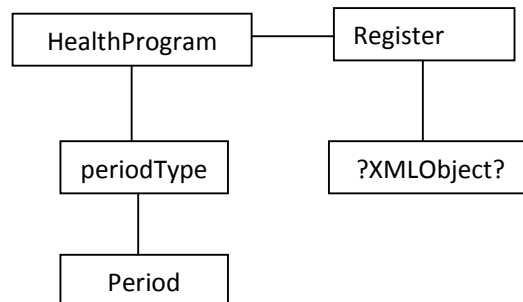 HealthProgram
Register
periodType
?XMLObject?
Period